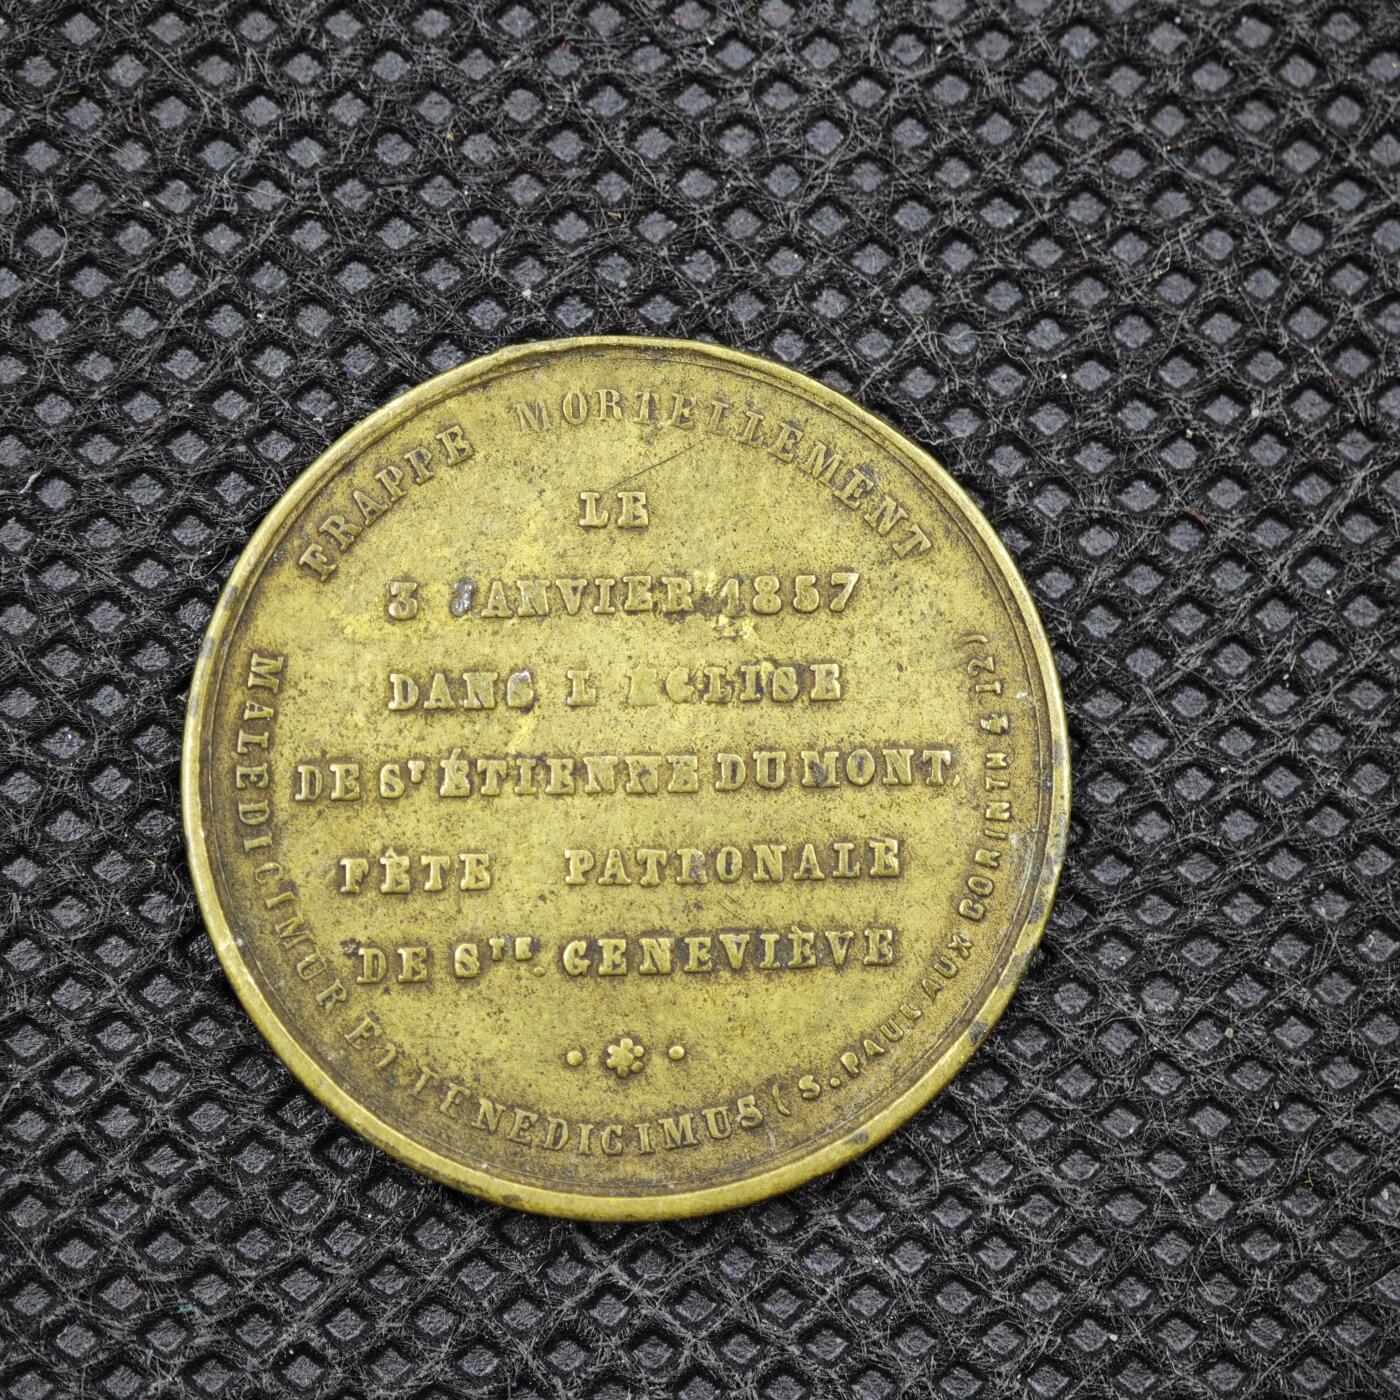 FRAPPE MORTELLEMENT
LE
3 JANVIER 1857
DANS L EGLISE
DE ST ÉTIENNE DU MONT,
FÊTE PATRONALE
DE STE. GENEVIÈVE
MALEDICIMUR ET BENEDICIMUS (S. PAUL AUX CORINTH 4 12)